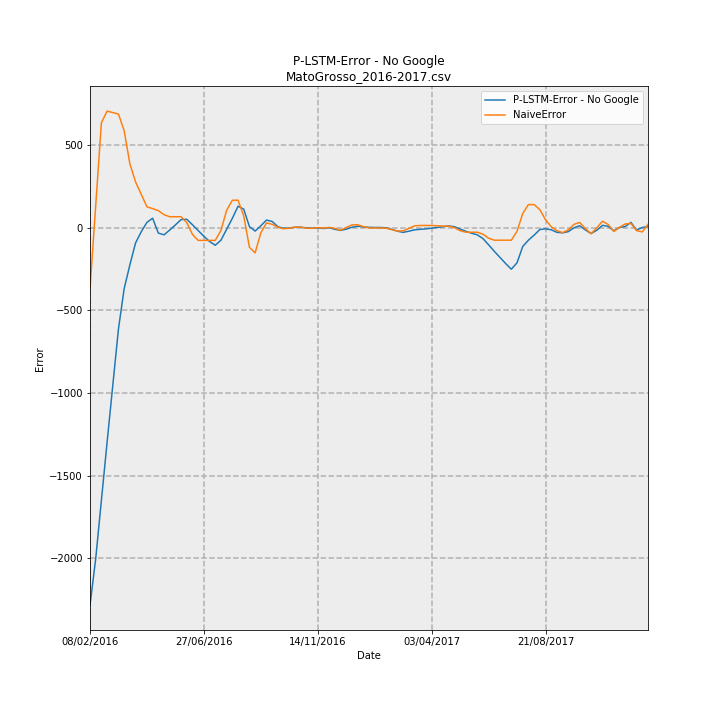 P-LSTM-Error - No Google
MatoGrosso_2016-2017.csv
P-LSTM-Error - No Google
NaiveError
500
0
−500
−1000
−1500
−2000
Error
08/02/2016
27/06/2016
14/11/2016
03/04/2017
21/08/2017
Date